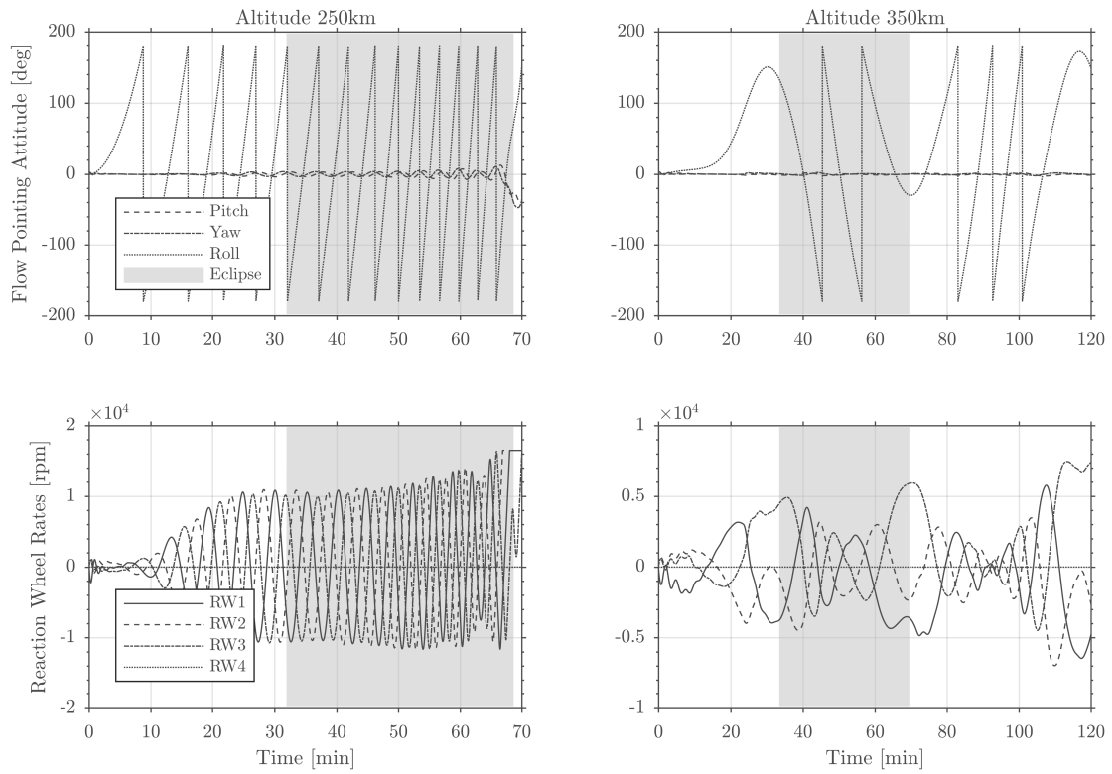 Altitude 250km
Flow Pointing Attitude [deg]
200
100
0
-100
-200
Pitch
Yaw
Roll
Eclipse
0 10 20 30 40 50 60 70
Altitude 350km
200
100
0
-100
-200
0 20 40 60 80 100 120
×10⁴
Reaction Wheel Rates [rpm]
2
1
0
-1
-2
RW1
RW2
RW3
RW4
0 10 20 30 40 50 60 70
Time [min]
×10⁴
1
0.5
0
-0.5
-1
0 20 40 60 80 100 120
Time [min]